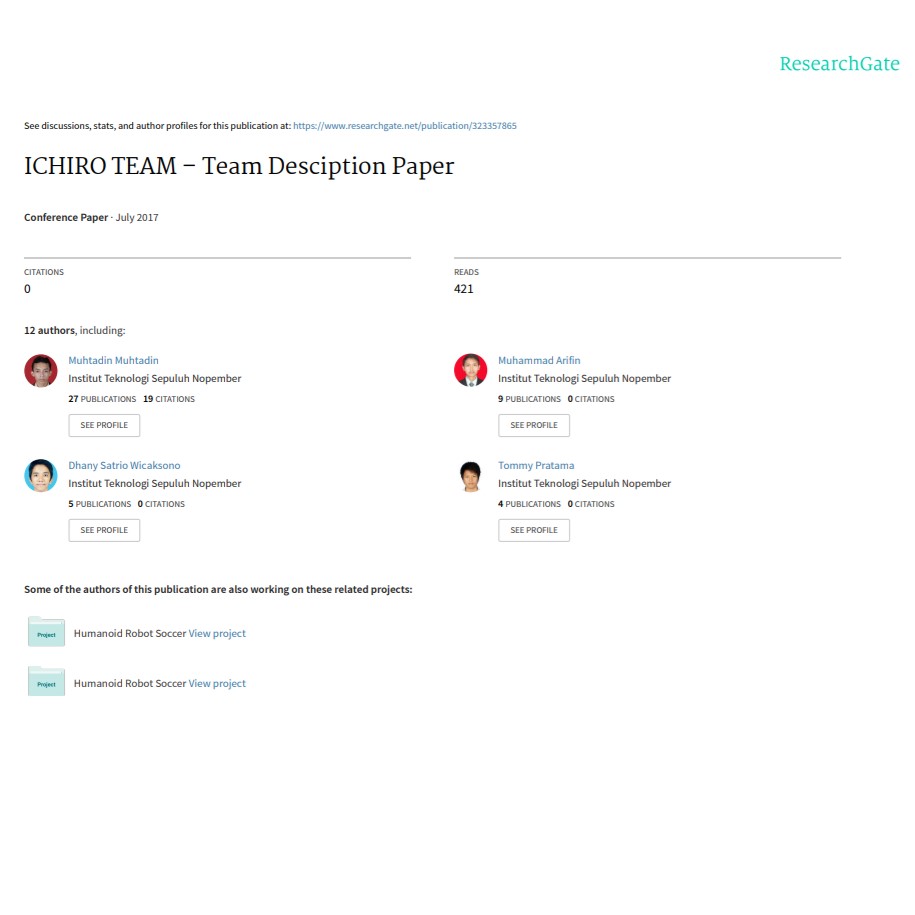 ResearchGate
See discussions, stats, and author profiles for this publication at: https://www.researchgate.net/publication/323357865
ICHIRO TEAM – Team Desciption Paper
Conference Paper · July 2017
CITATIONS
0
READS
421
12 authors, including:
Muhtadin Muhtadin
Institut Teknologi Sepuluh Nopember
27 PUBLICATIONS 19 CITATIONS
SEE PROFILE
Muhammad Arifin
Institut Teknologi Sepuluh Nopember
9 PUBLICATIONS 0 CITATIONS
SEE PROFILE
Dhany Satrio Wicaksono
Institut Teknologi Sepuluh Nopember
5 PUBLICATIONS 0 CITATIONS
SEE PROFILE
Tommy Pratama
Institut Teknologi Sepuluh Nopember
4 PUBLICATIONS 0 CITATIONS
SEE PROFILE
Some of the authors of this publication are also working on these related projects:
Project
Humanoid Robot Soccer View project
Project
Humanoid Robot Soccer View project